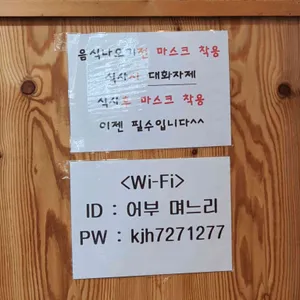 음식나오기전 마스크 착용
식사시 대화자제
식사후 마스크 착용
이젠 필수입니다^^
<Wi-Fi>
ID : 어부 며느리
PW : kjh7271277